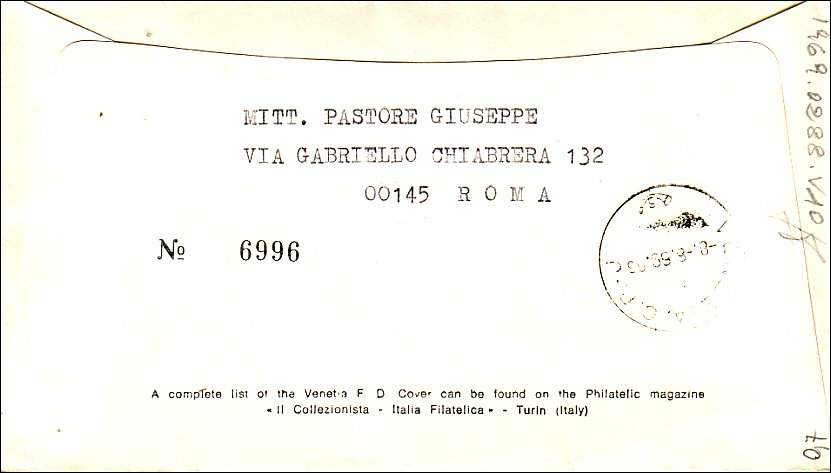 MITT. PASTORE GIUSEPPE
VIA GABRIELLO CHIABRERA 132
00145 R O M A
No 6996
A complete list of the Venetia F. D. Cover can be found on the Philatelic magazine
« Il Collezionista - Italia Filatelica » - Turin (Italy)